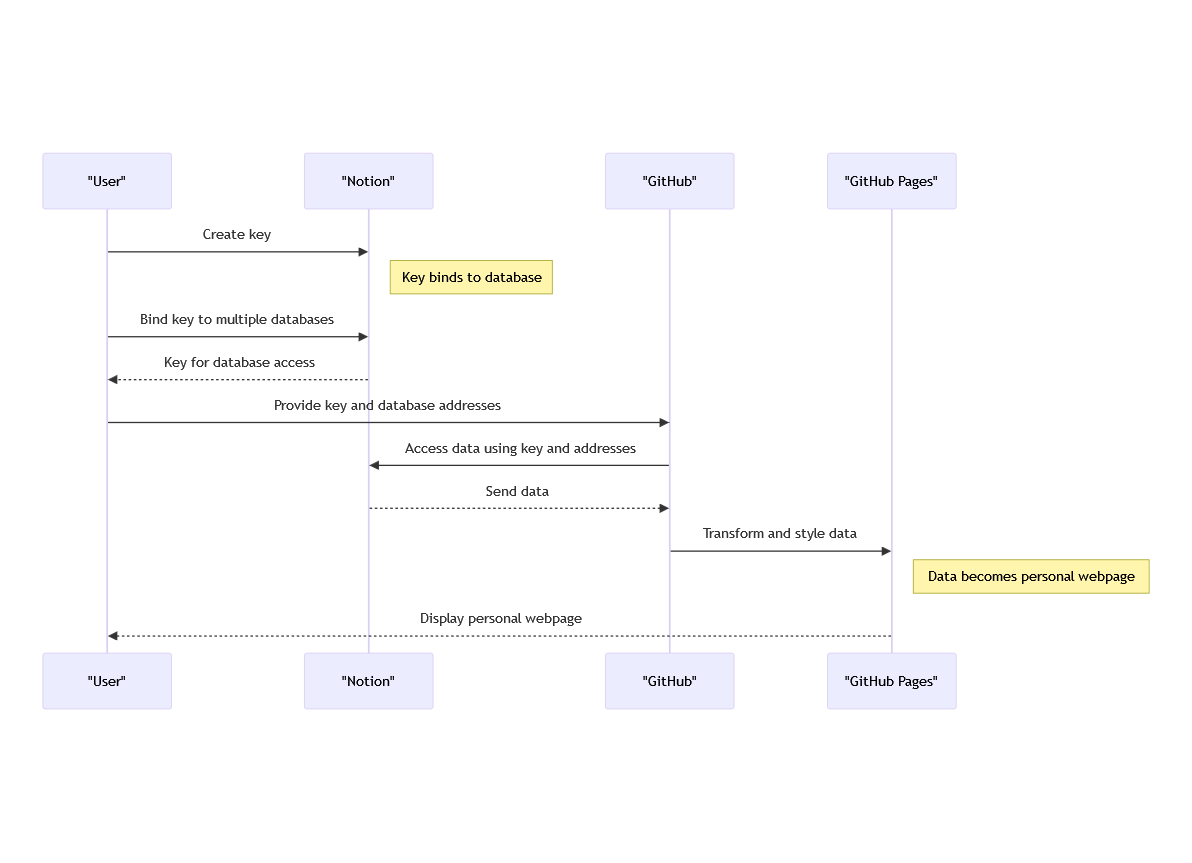 "User"
"Notion"
"GitHub"
"GitHub Pages"
Create key
Key binds to database
Bind key to multiple databases
Key for database access
Provide key and database addresses
Access data using key and addresses
Send data
Transform and style data
Data becomes personal webpage
Display personal webpage
"User"
"Notion"
"GitHub"
"GitHub Pages"